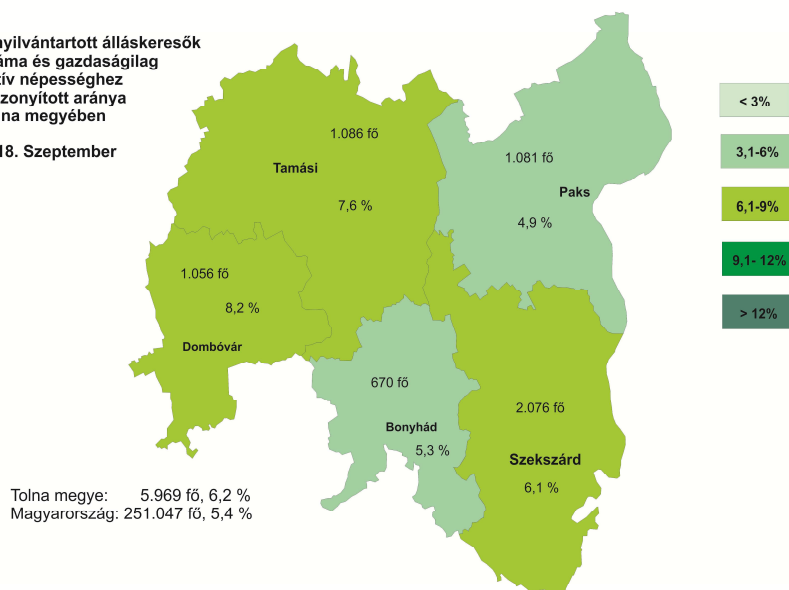 nyilvántartott álláskeresők
áma és gazdaságilag
tív népességhez
zonyított aránya
na megyében
18. Szeptember
1.086 fő
Tamási
7,6 %
1.081 fő
Paks
4,9 %
1.056 fő
8,2 %
Dombóvár
670 fő
Bonyhád
5,3 %
2.076 fő
Szekszárd
6,1 %
< 3%
3,1-6%
6,1-9%
9,1- 12%
> 12%
Tolna megye: 5.969 fő, 6,2 %
Magyarország: 251.047 fő, 5,4 %